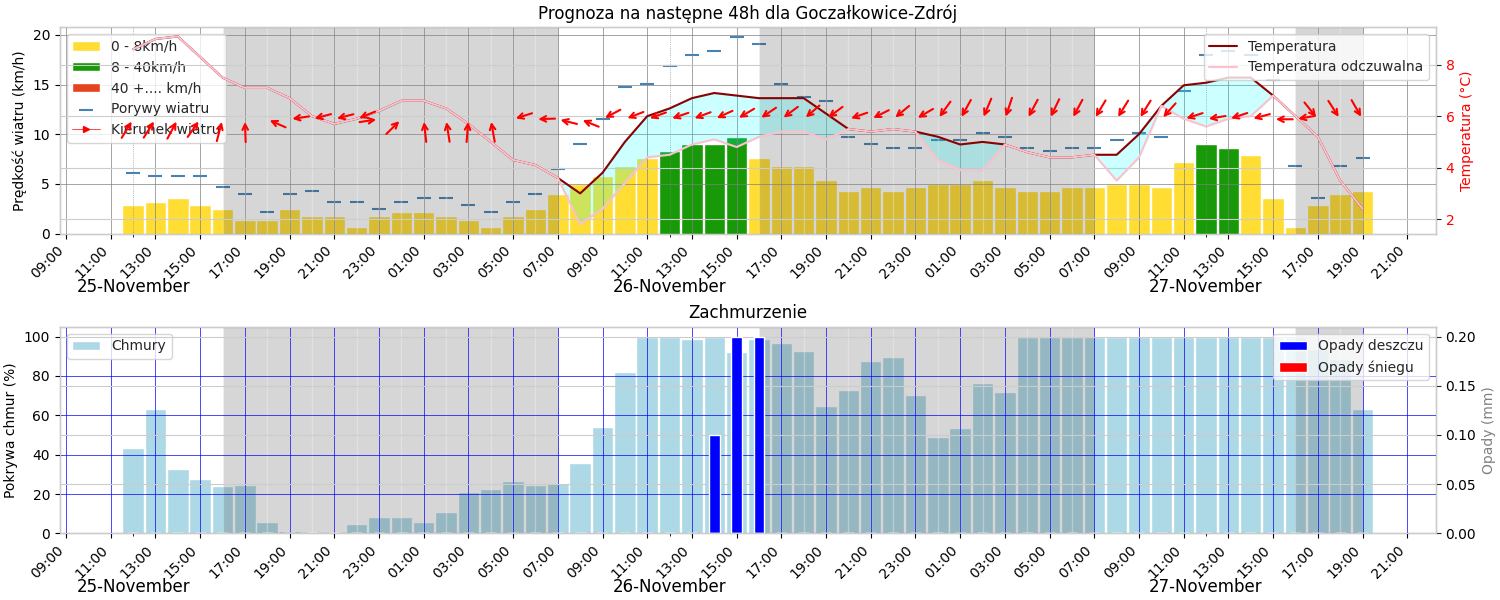 Prognoza na następne 48h dla Goczałkowice-Zdrój
Prędkość wiatru (km/h)
20
15
10
5
0
0 - 8km/h
8 - 40km/h
40 +.... km/h
Porywy wiatru
Kierunek wiatru
Temperatura
Temperatura odczuwalna
8
6
4
2
Temperatura (°C)
09:00 11:00 13:00 15:00 17:00 19:00 21:00 23:00 01:00 03:00 05:00 07:00 09:00 11:00 13:00 15:00 17:00 19:00 21:00 23:00 01:00 03:00 05:00 07:00 09:00 11:00 13:00 15:00 17:00 19:00 21:00
25-November 26-November 27-November
Zachmurzenie
Pokrywa chmur (%)
100
80
60
40
20
0
Chmury
Opady deszczu
Opady śniegu
0.20
0.15
0.10
0.05
0.00
Opady (mm)
09:00 11:00 13:00 15:00 17:00 19:00 21:00 23:00 01:00 03:00 05:00 07:00 09:00 11:00 13:00 15:00 17:00 19:00 21:00 23:00 01:00 03:00 05:00 07:00 09:00 11:00 13:00 15:00 17:00 19:00 21:00
25-November 26-November 27-November